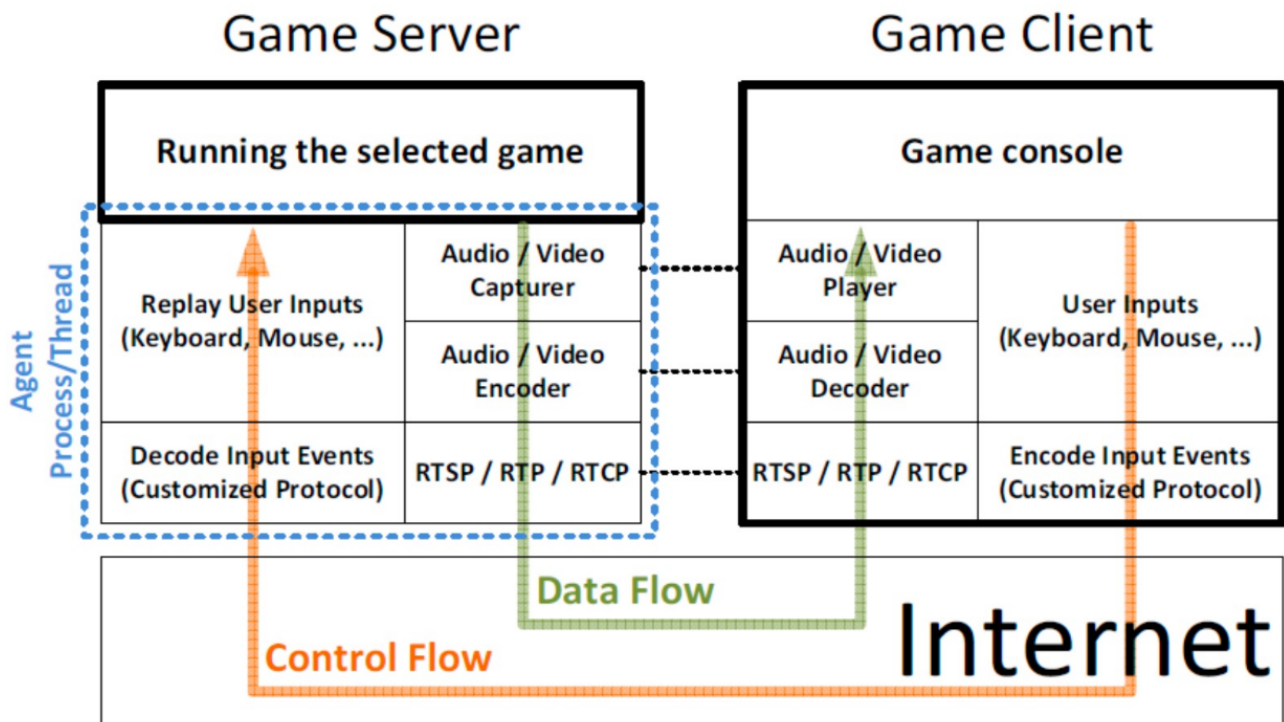 Game Server
Game Client
Running the selected game
Game console
Agent
Process/Thread
Replay User Inputs
(Keyboard, Mouse, ...)
Audio / Video
Capturer
Audio / Video
Encoder
Decode Input Events
(Customized Protocol)
RTSP / RTP / RTCP
Audio / Video
Player
Audio / Video
Decoder
RTSP / RTP / RTCP
User Inputs
(Keyboard, Mouse, ...)
Encode Input Events
(Customized Protocol)
Data Flow
Control Flow
Internet